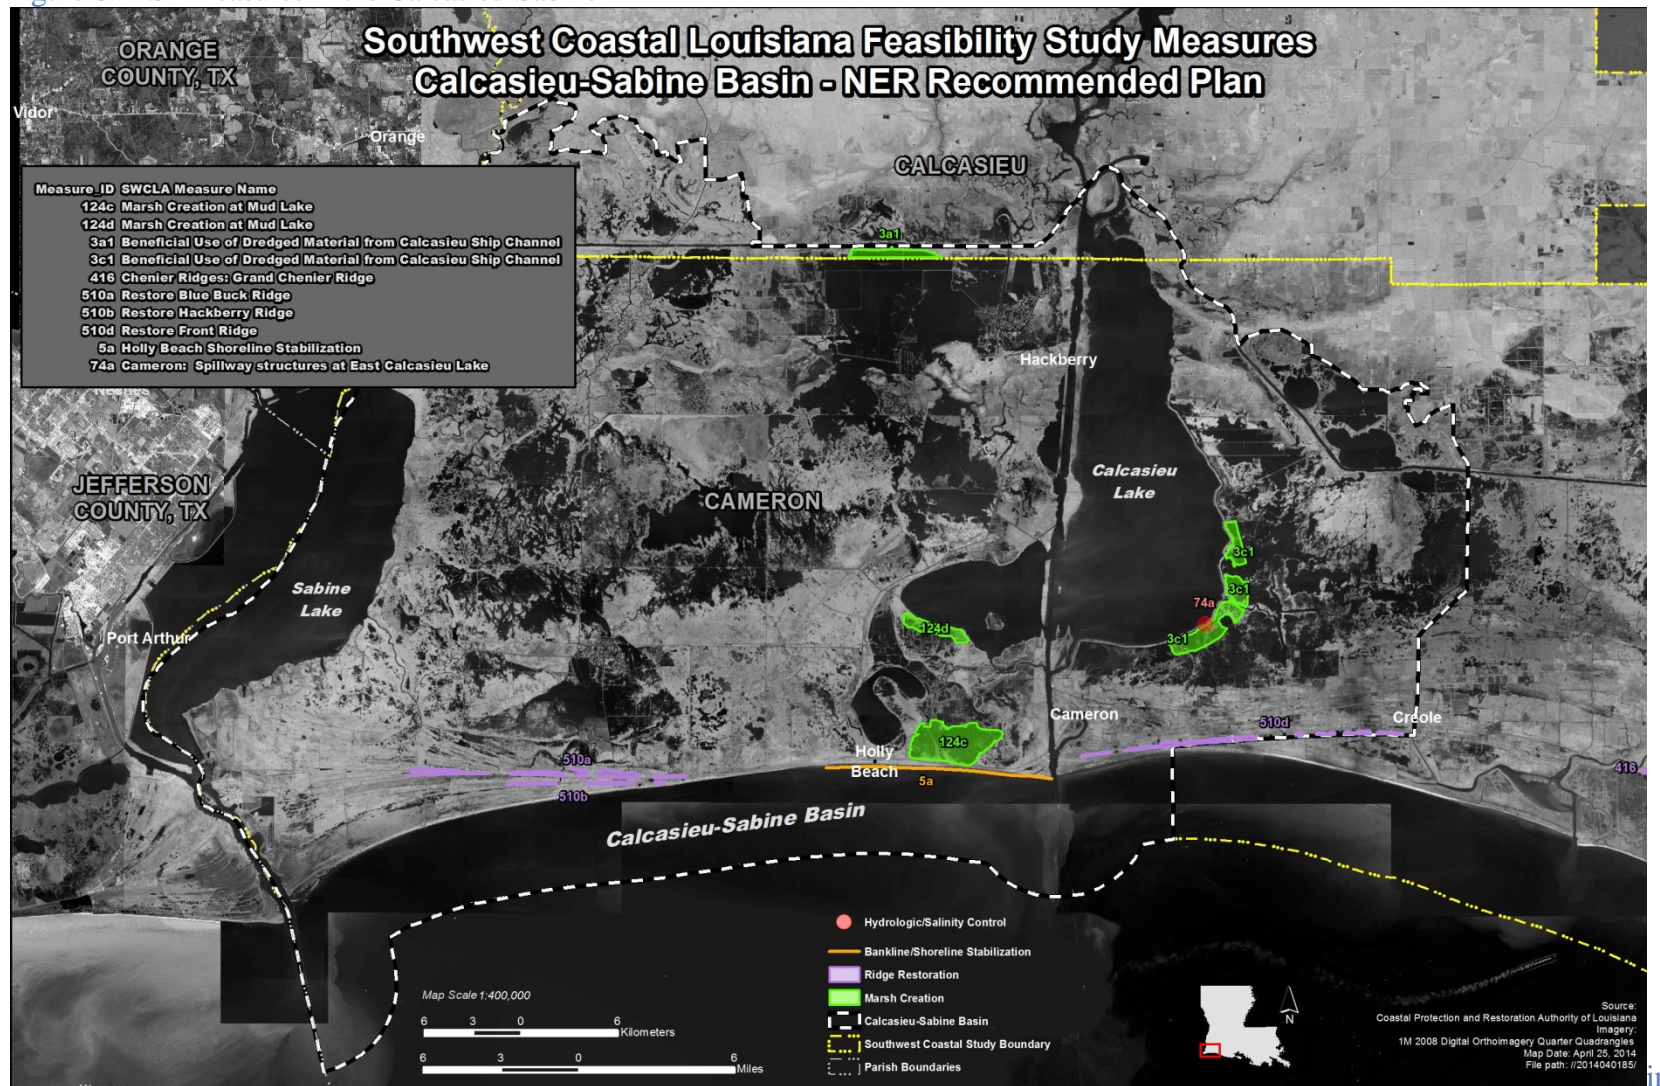 Southwest Coastal Louisiana Feasibility Study Measures
Calcasieu-Sabine Basin - NER Recommended Plan
ORANGE
COUNTY, TX
Vidor
Orange
CALCASIEU
Measure_ID SWCLA Measure Name
124c Marsh Creation at Mud Lake
124d Marsh Creation at Mud Lake
3a1 Beneficial Use of Dredged Material from Calcasieu Ship Channel
3c1 Beneficial Use of Dredged Material from Calcasieu Ship Channel
416 Chenier Ridges: Grand Chenier Ridge
510a Restore Blue Buck Ridge
510b Restore Hackberry Ridge
510d Restore Front Ridge
5a Holly Beach Shoreline Stabilization
74a Cameron: Spillway structures at East Calcasieu Lake
3a1
Hackberry
JEFFERSON
COUNTY, TX
CAMERON
Calcasieu
Lake
3c1
Sabine
Lake
3c1
74a
124d
3c1
Port Arthur
Cameron
510d
Creole
124c
Holly
Beach
510a
5a
416
510b
Calcasieu-Sabine Basin
Hydrologic/Salinity Control
Bankline/Shoreline Stabilization
Ridge Restoration
Marsh Creation
Calcasieu-Sabine Basin
Southwest Coastal Study Boundary
Parish Boundaries
Map Scale 1:400,000
6 3 0 6
Kilometers
6 3 0 6
Miles
N
Source:
Coastal Protection and Restoration Authority of Louisiana
Imagery:
1M 2008 Digital Orthoimagery Quarter Quadrangles
Map Date: April 25, 2014
File path: //2014040185/